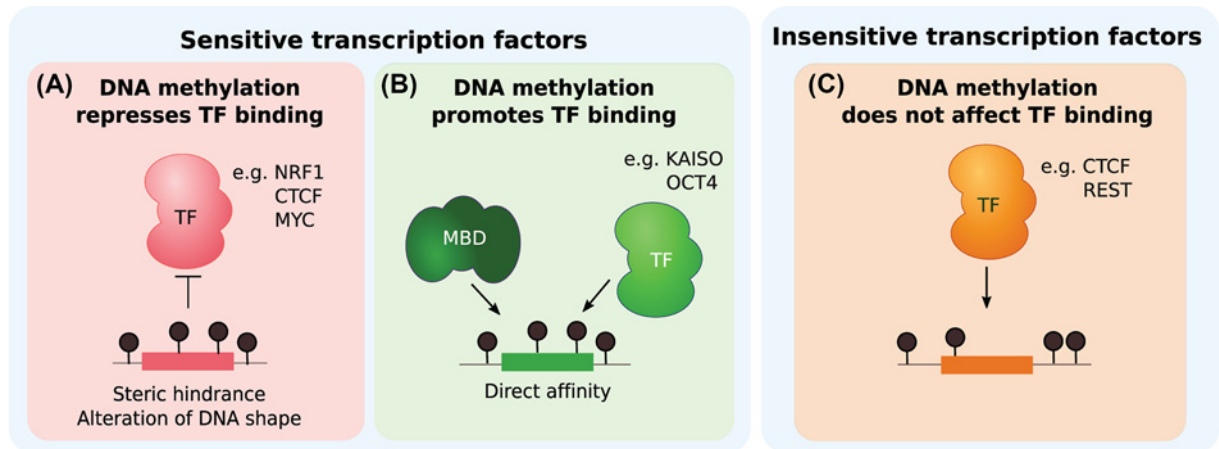 Sensitive transcription factors
Insensitive transcription factors
(A) DNA methylation
represses TF binding
e.g. NRF1
CTCF
MYC
TF
Steric hindrance
Alteration of DNA shape
(B) DNA methylation
promotes TF binding
e.g. KAISO
OCT4
MBD
TF
Direct affinity
(C) DNA methylation
does not affect TF binding
e.g. CTCF
REST
TF